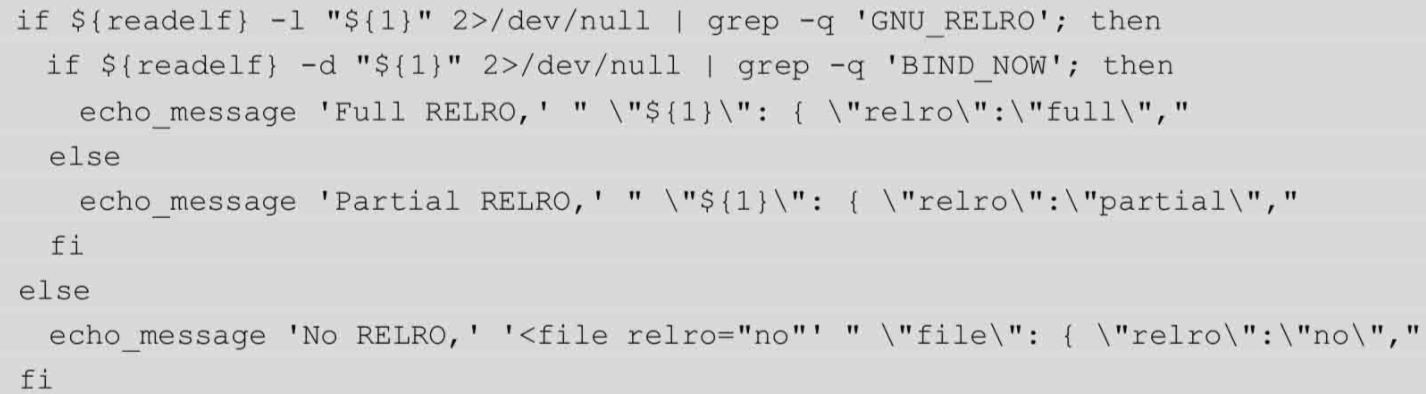 if ${readelf} -l "${1}" 2>/dev/null | grep -q 'GNU_RELRO'; then
if ${readelf} -d "${1}" 2>/dev/null | grep -q 'BIND_NOW'; then
echo_message 'Full RELRO,' " \"${1}\": { \"relro\":\"full\","
else
echo_message 'Partial RELRO,' " \"${1}\": { \"relro\":\"partial\","
fi
else
echo_message 'No RELRO,' '<file relro="no"' " \"file\": { \"relro\":\"no\","
fi